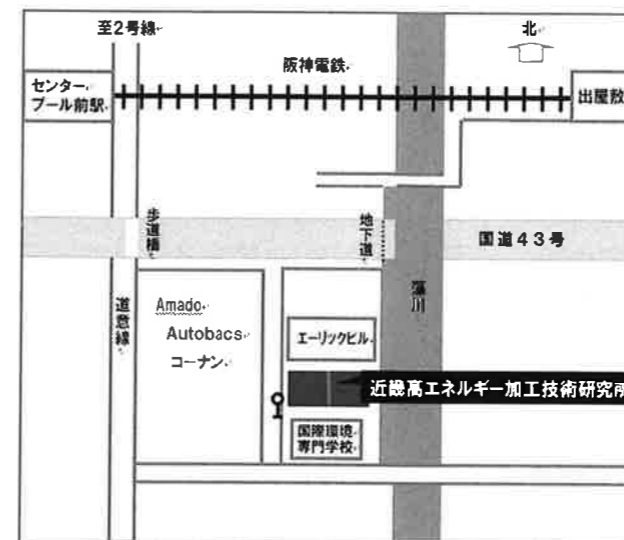 至2号線
北
阪神電鉄
センター
プール前駅
出屋敷
歩道橋
地下道
国道43号
道意線
蓬川
Amado
Autobacs
コーナン
エーリックビル
近畿高エネルギー加工技術研究所
国際環境
専門学校